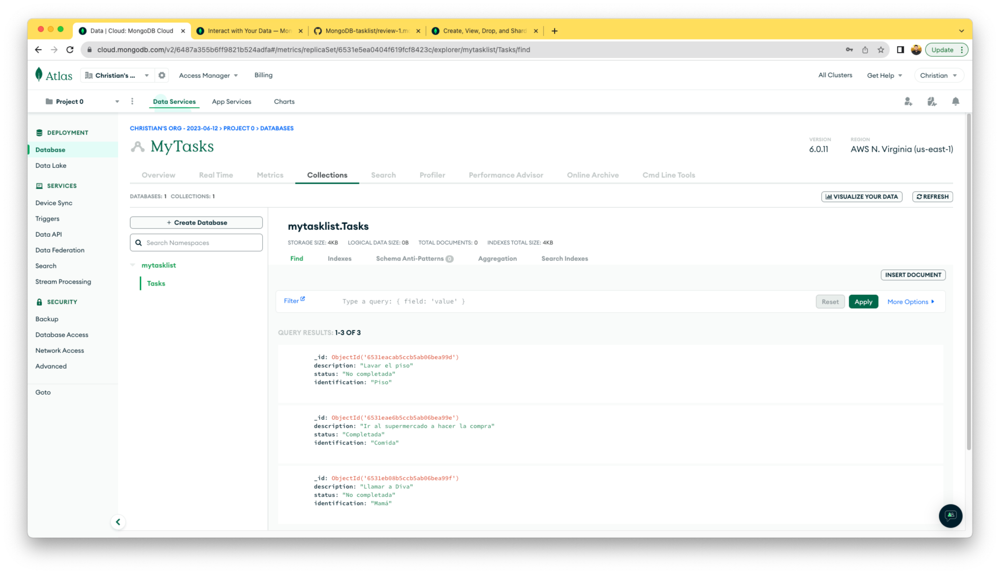 Data | Cloud: MongoDB Cloud
Interact with Your Data — Mon
MongoDB-tasklist/review-1.m
Create, View, Drop, and Shard
cloud.mongodb.com/v2/6487a355b6ff9821b524adfa#/metrics/replicaSet/6531e5ea0404f619fcf8423c/explorer/mytasklist/Tasks/find
Update
Atlas
Christian's ...
Access Manager
Billing
All Clusters
Get Help
Christian
Project 0
Data Services
App Services
Charts
DEPLOYMENT
Database
Data Lake
SERVICES
Device Sync
Triggers
Data API
Data Federation
Search
Stream Processing
SECURITY
Backup
Database Access
Network Access
Advanced
Goto
CHRISTIAN'S ORG - 2023-06-12 > PROJECT 0 > DATABASES
MyTasks
VERSION
6.0.11
REGION
AWS N. Virginia (us-east-1)
Overview
Real Time
Metrics
Collections
Search
Profiler
Performance Advisor
Online Archive
Cmd Line Tools
DATABASES: 1 COLLECTIONS: 1
VISUALIZE YOUR DATA
REFRESH
+ Create Database
Search Namespaces
mytasklist
Tasks
mytasklist.Tasks
STORAGE SIZE: 4KB LOGICAL DATA SIZE: 0B TOTAL DOCUMENTS: 0 INDEXES TOTAL SIZE: 4KB
Find
Indexes
Schema Anti-Patterns 0
Aggregation
Search Indexes
INSERT DOCUMENT
Filter
Type a query: { field: 'value' }
Reset
Apply
More Options
QUERY RESULTS: 1-3 OF 3
_id: ObjectId('6531eacab5ccb5ab06bea99d')
description: "Lavar el piso"
status: "No completada"
identification: "Piso"
_id: ObjectId('6531eae6b5ccb5ab06bea99e')
description: "Ir al supermercado a hacer la compra"
status: "Completada"
identification: "Comida"
_id: ObjectId('6531eb08b5ccb5ab06bea99f')
description: "Llamar a Diva"
status: "No completada"
identification: "Mamá"